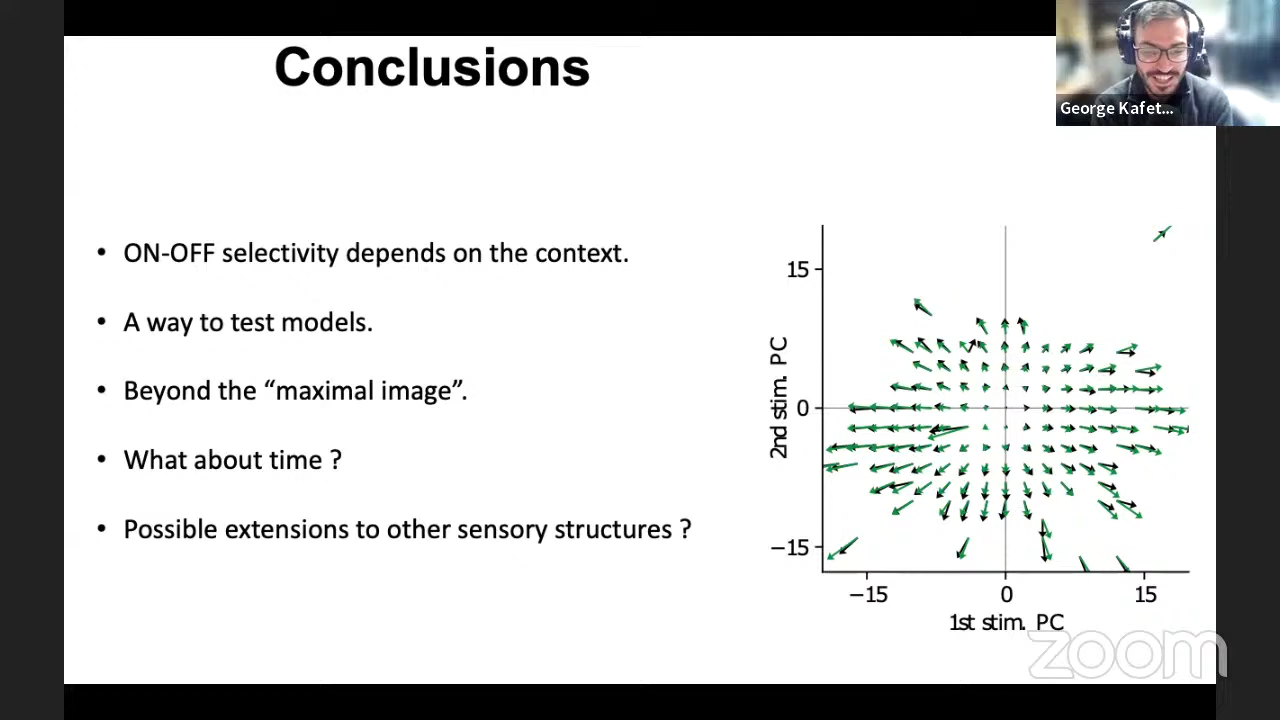 Conclusions
George Kafet...
• ON-OFF selectivity depends on the context.
• A way to test models.
• Beyond the “maximal image”.
• What about time ?
• Possible extensions to other sensory structures ?
15
0
−15
2nd stim. PC
−15 0 15
1st stim. PC
zoom